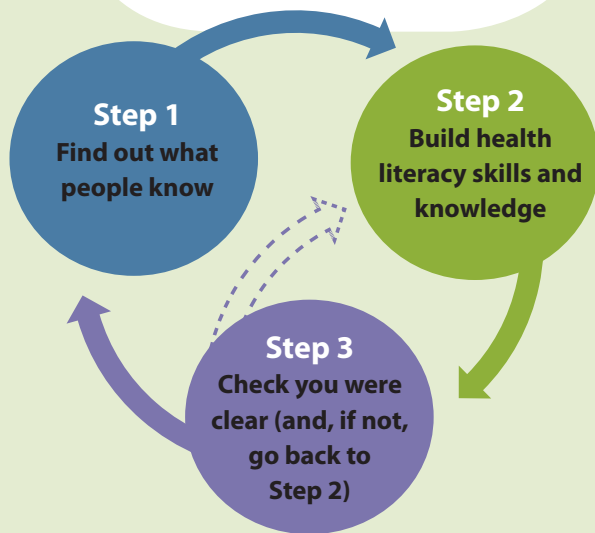 Step 1
Find out what
people know
Step 2
Build health
literacy skills and
knowledge
Step 3
Check you were
clear (and, if not,
go back to
Step 2)